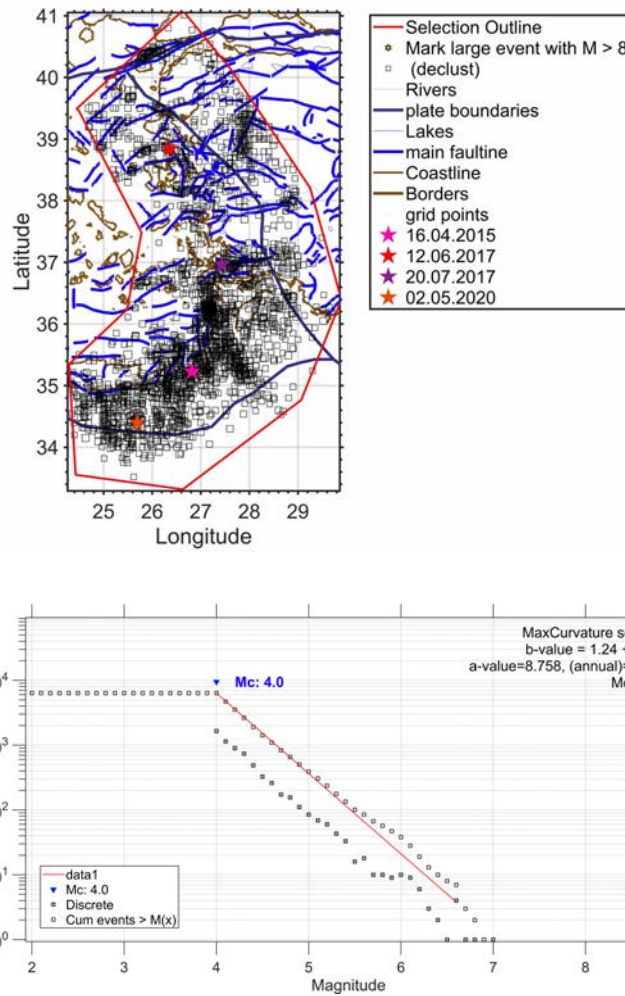 41
40
39
38
37
36
35
34
Latitude
25 26 27 28 29
Longitude
Selection Outline
Mark large event with M > 8
(declust)
Rivers
plate boundaries
Lakes
main faultine
Coastline
Borders
grid points
16.04.2015
12.06.2017
20.07.2017
02.05.2020
MaxCurvature s
b-value = 1.24 +
a-value=8.758, (annual)=
Mc: 4.0
data1
Mc: 4.0
Discrete
Cum events > M(x)
2 3 4 5 6 7 8
Magnitude